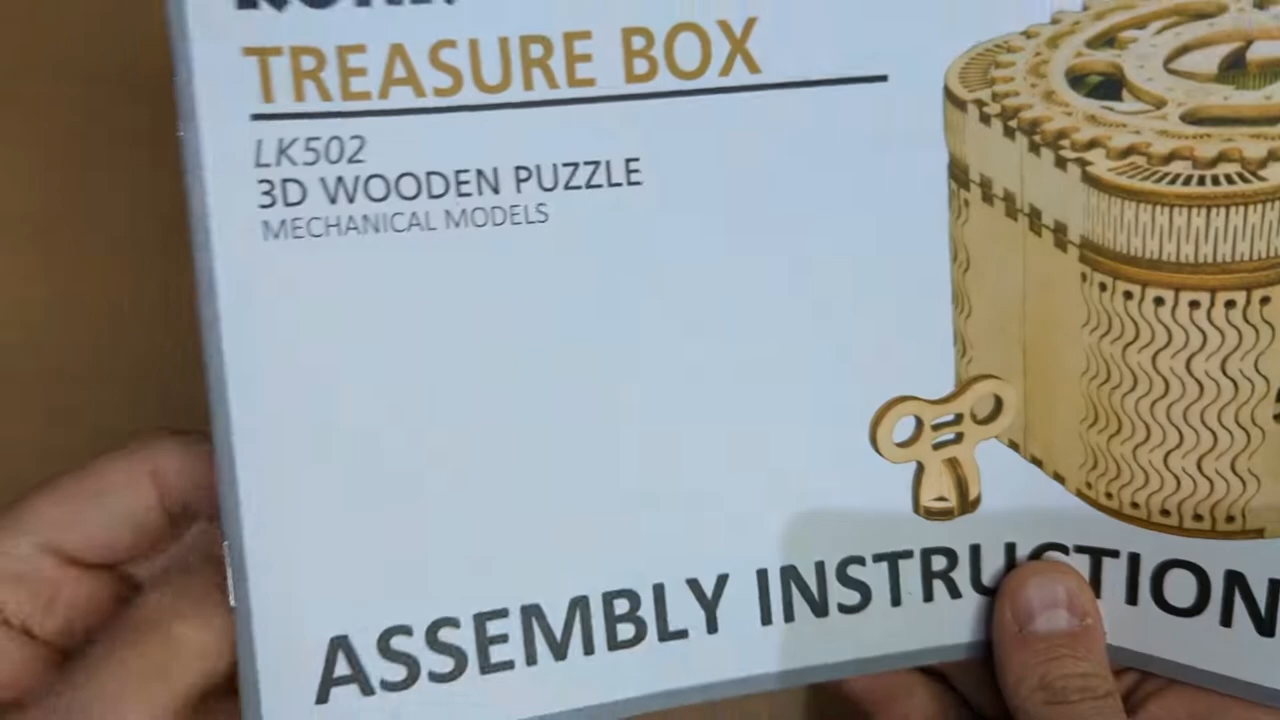 TREASURE BOX
LK502
3D WOODEN PUZZLE
MECHANICAL MODELS
ASSEMBLY INSTRUCTION